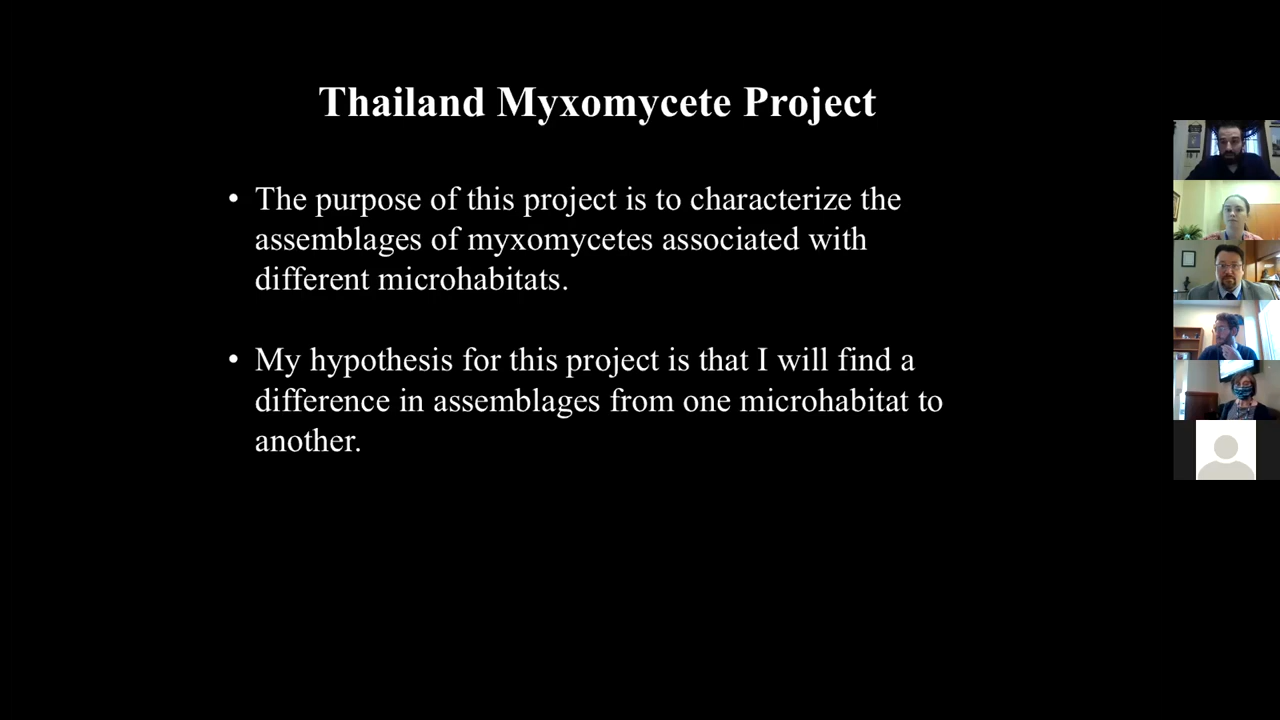 Thailand Myxomycete Project
• The purpose of this project is to characterize the
assemblages of myxomycetes associated with
different microhabitats.
• My hypothesis for this project is that I will find a
difference in assemblages from one microhabitat to
another.